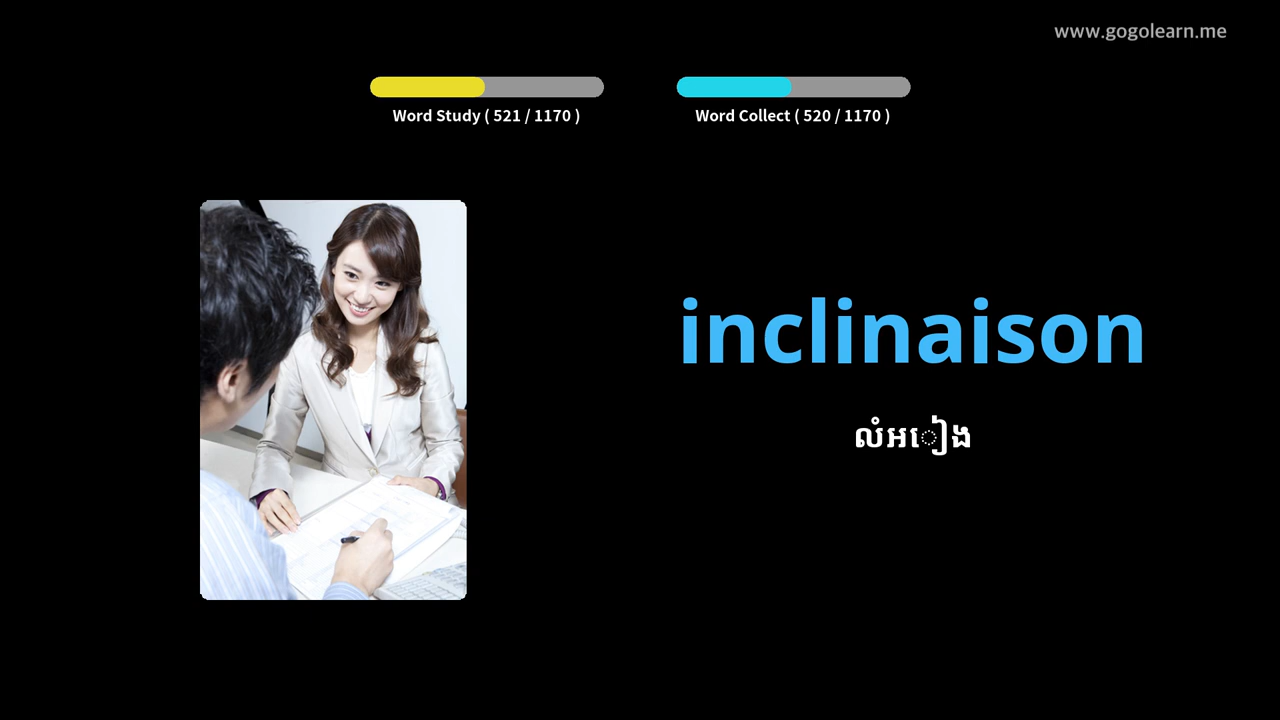 www.gogolearn.me
Word Study ( 521 / 1170 )
Word Collect ( 520 / 1170 )
inclinaison
លំអៀង